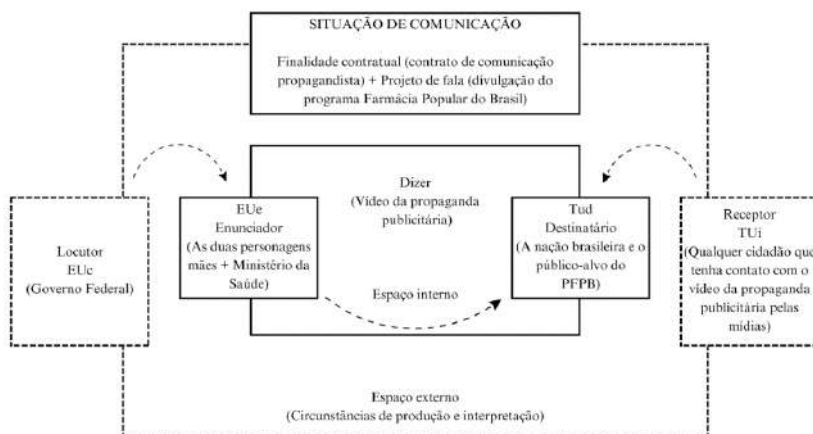 SITUAÇÃO DE COMUNICAÇÃO
Finalidade contratual (contrato de comunicação
propagandista) + Projeto de fala (divulgação do
programa Farmácia Popular do Brasil)
Dizer
(Vídeo da propaganda
publicitária)
Locutor
EUc
(Governo Federal)
EUe
Enunciador
(As duas personagens
mães + Ministério da
Saúde)
Espaço interno
Tud
Destinatário
(A nação brasileira e o
público-alvo do
PFPB)
Receptor
TUi
(Qualquer cidadão que
tenha contato com o
vídeo da propaganda
publicitária pelas
mídias)
Espaço externo
(Circunstâncias de produção e interpretação)